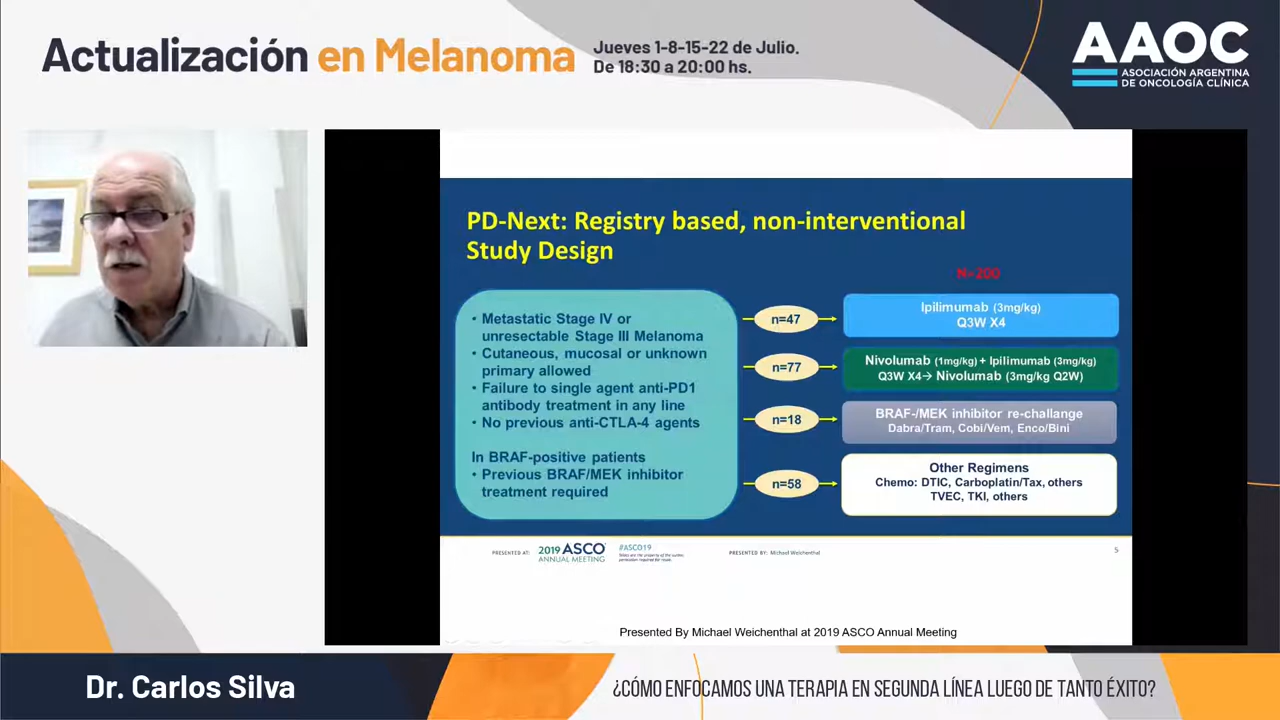 Actualización en Melanoma
Jueves 1-8-15-22 de Julio.
De 18:30 a 20:00 hs.
AAOC
ASOCIACIÓN ARGENTINA
DE ONCOLOGÍA CLÍNICA
PD-Next: Registry based, non-interventional
Study Design
N=200
• Metastatic Stage IV or
unresectable Stage III Melanoma
• Cutaneous, mucosal or unknown
primary allowed
• Failure to single agent anti-PD1
antibody treatment in any line
• No previous anti-CTLA-4 agents
In BRAF-positive patients
• Previous BRAF/MEK inhibitor
treatment required
n=47
Ipilimumab (3mg/kg)
Q3W X4
n=77
Nivolumab (1mg/kg) + Ipilimumab (3mg/kg)
Q3W X4→ Nivolumab (3mg/kg Q2W)
n=18
BRAF-/MEK inhibitor re-challange
Dabra/Tram, Cobi/Vem, Enco/Bini
n=58
Other Regimens
Chemo: DTIC, Carboplatin/Tax, others
TVEC, TKI, others
PRESENTED AT:
2019 ASCO
ANNUAL MEETING
#ASCO19
PRESENTED BY: Michael Weichenthal
5
Presented By Michael Weichenthal at 2019 ASCO Annual Meeting
Dr. Carlos Silva
¿CÓMO ENFOCAMOS UNA TERAPIA EN SEGUNDA LÍNEA LUEGO DE TANTO ÉXITO?